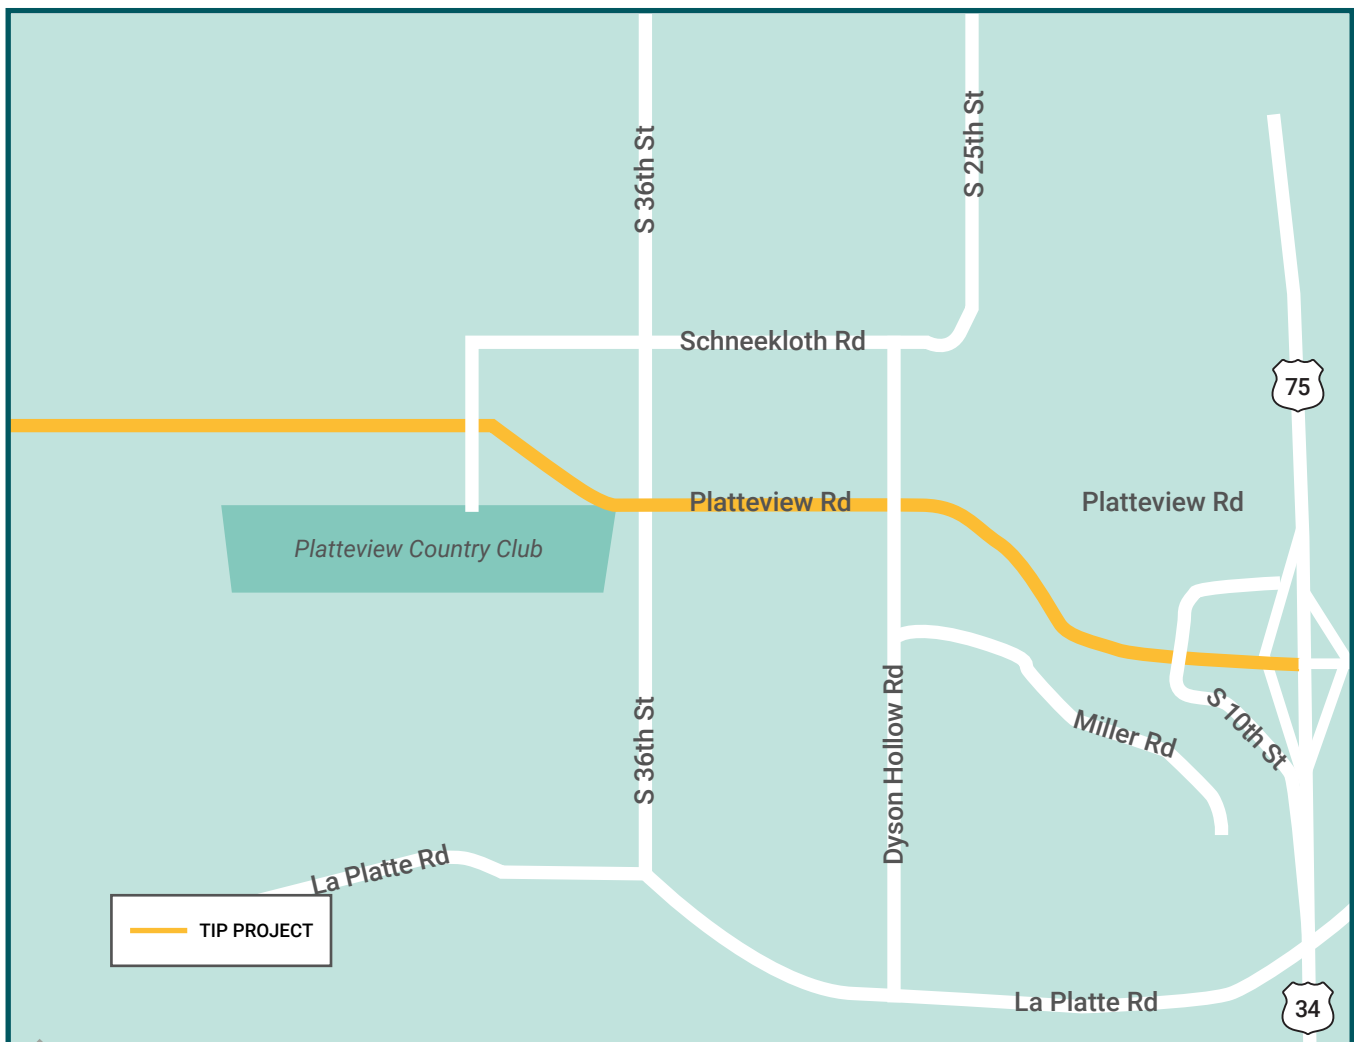 S 25th St
S 36th St
Schneekloth Rd
75
Platteview Rd
Platteview Rd
Platteview Country Club
S 10th St
Miller Rd
S 36th St
Dyson Hollow Rd
La Platte Rd
TIP PROJECT
La Platte Rd
34